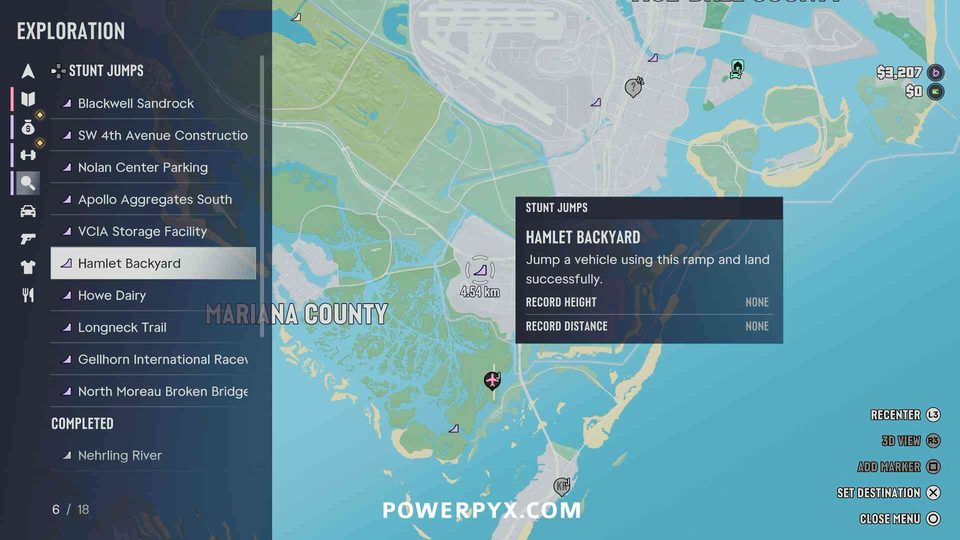 EXPLORATION
STUNT JUMPS
Blackwell Sandrock
SW 4th Avenue Constructio
Nolan Center Parking
Apollo Aggregates South
VCIA Storage Facility
Hamlet Backyard
Howe Dairy
Longneck Trail
Gellhorn International Racew
North Moreau Broken Bridge
COMPLETED
Nehrling River
6 / 18
MARIANA COUNTY
4.54 km
STUNT JUMPS
HAMLET BACKYARD
Jump a vehicle using this ramp and land
successfully.
RECORD HEIGHT NONE
RECORD DISTANCE NONE
$3,207
$0
RECENTER L3
3D VIEW R3
ADD MARKER
SET DESTINATION
CLOSE MENU
POWERPYX.COM